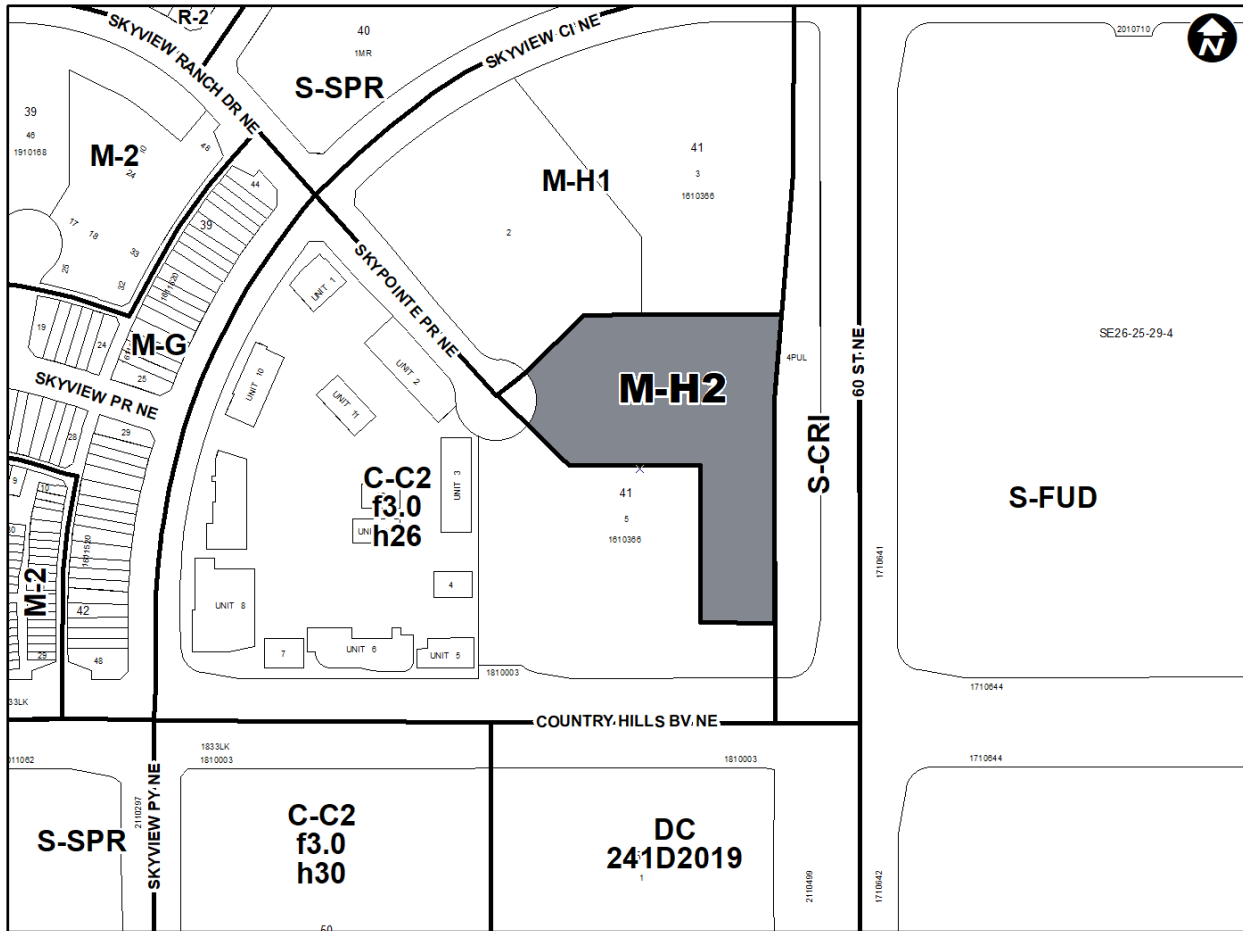 R-2
SKYVIEW RANCH DR NE
40
1MR
S-SPR
SKYVIEW CI NE
2010710
N
39
46
1910168
M-2
10
24
48
17
18
33
25
32
44
39
1611520
M-H1
41
3
1610366
2
SKYPOINTE PR NE
UNIT 1
UNIT 2
UNIT 10
UNIT 11
19
24
M-G
25
SKYVIEW PR NE
4PUL
60 ST NE
SE26-25-29-4
M-H2
S-CRI
28
29
9
10
C-C2
f3.0
h26
UNIT 3
41
5
1610366
S-FUD
1611520
M-2
42
29
48
UNIT 8
4
7
UNIT 6
UNIT 5
1710641
1810003
1710644
COUNTRY HILLS BV NE
1833LK
1810003
1810003
1710644
2110297
SKYVIEW PY NE
S-SPR
C-C2
f3.0
h30
DC
241D2019
1
2110499
1710642